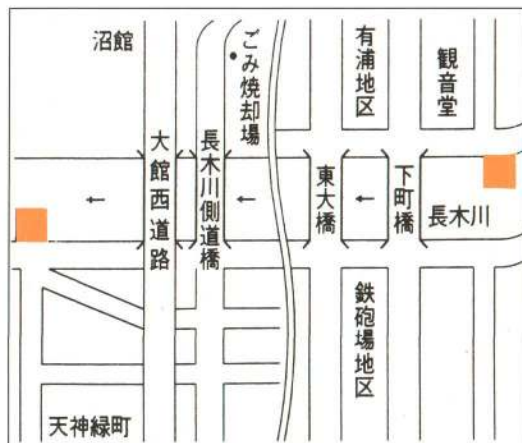 沼館
ごみ焼却場
有浦地区
観音堂
大館西道路
長木川側道橋
東大橋
下町橋
長木川
鉄砲場地区
天神緑町